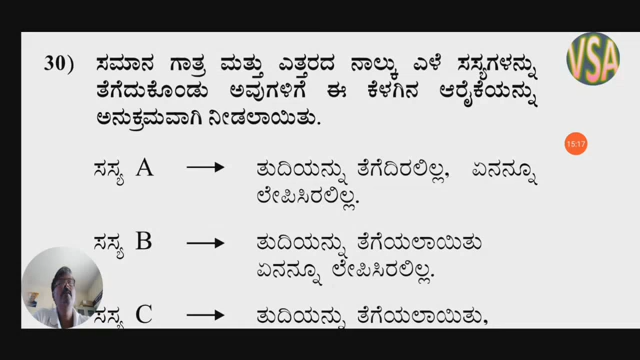 30) ಸಮಾನ ಗಾತ್ರ ಮತ್ತು ಎತ್ತರದ ನಾಲ್ಕು ಎಳೆ ಸಸ್ಯಗಳನ್ನು
ತೆಗೆದುಕೊಂಡು ಅವುಗಳಿಗೆ ಈ ಕೆಳಗಿನ ಆರೈಕೆಯನ್ನು
ಅನುಕ್ರಮವಾಗಿ ನೀಡಲಾಯಿತು.
ಸಸ್ಯ A → ತುದಿಯನ್ನು ತೆಗೆದಿರಲಿಲ್ಲ, ಏನನ್ನೂ
ಲೇಪಿಸಿರಲಿಲ್ಲ.
ಸಸ್ಯ B → ತುದಿಯನ್ನು ತೆಗೆಯಲಾಯಿತು
ಏನನ್ನೂ ಲೇಪಿಸಿರಲಿಲ್ಲ.
ಸಸ್ಯ C → ತುದಿಯನ್ನು ತೆಗೆಯಲಾಯಿತು,
VSA
15:17